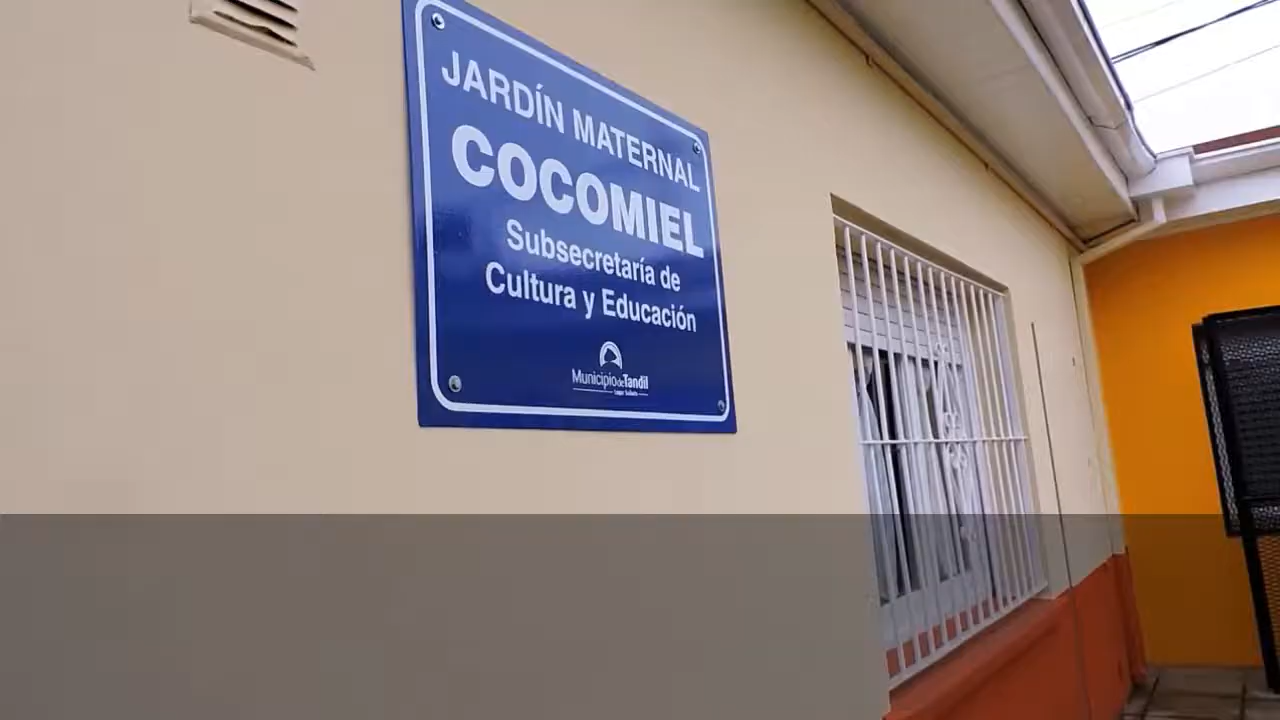 JARDÍN MATERNAL
COCOMIEL
Subsecretaría de
Cultura y Educación
Municipio de Tandil